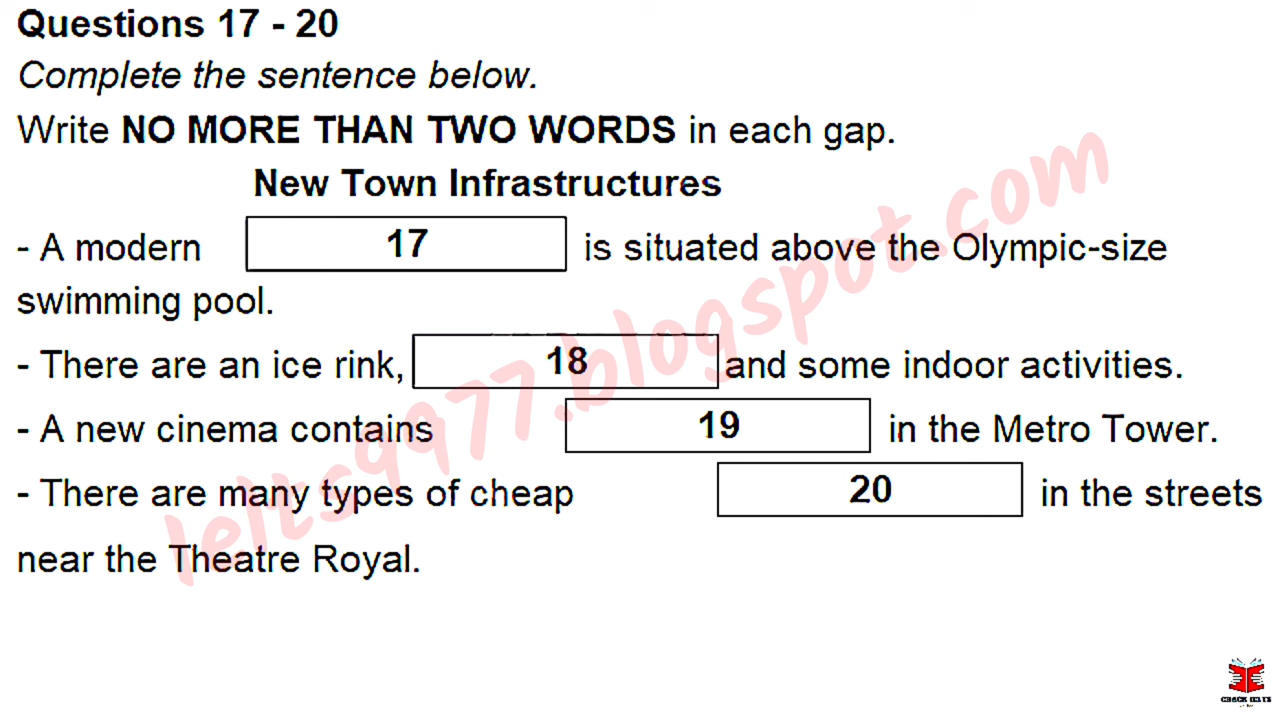 Questions 17 - 20
Complete the sentence below.
Write NO MORE THAN TWO WORDS in each gap.
New Town Infrastructures
- A modern 17 is situated above the Olympic-size
swimming pool.
- There are an ice rink, 18 and some indoor activities.
- A new cinema contains 19 in the Metro Tower.
- There are many types of cheap 20 in the streets
near the Theatre Royal.
Ielts9977.blogspot.com
CHECK IELTS